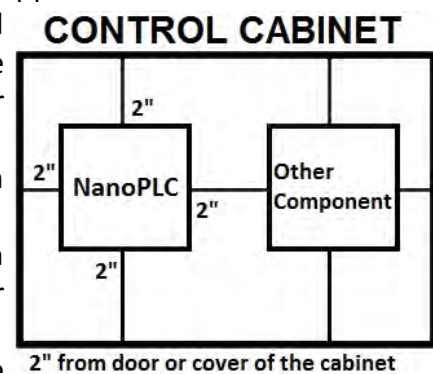 CONTROL CABINET
2"
2" NanoPLC 2" Other Component
2"
2" from door or cover of the cabinet